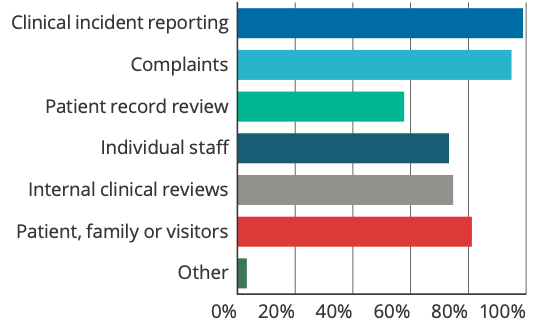 Clinical incident reporting
Complaints
Patient record review
Individual staff
Internal clinical reviews
Patient, family or visitors
Other
0% 20% 40% 60% 80% 100%